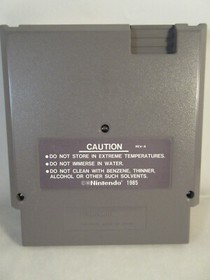 CAUTION REV-A
•DO NOT STORE IN EXTREME TEMPERATURES.
•DO NOT IMMERSE IN WATER.
•DO NOT CLEAN WITH BENZENE, THINNER,
ALCOHOL OR OTHER SUCH SOLVENTS.
©®Nintendo 1985